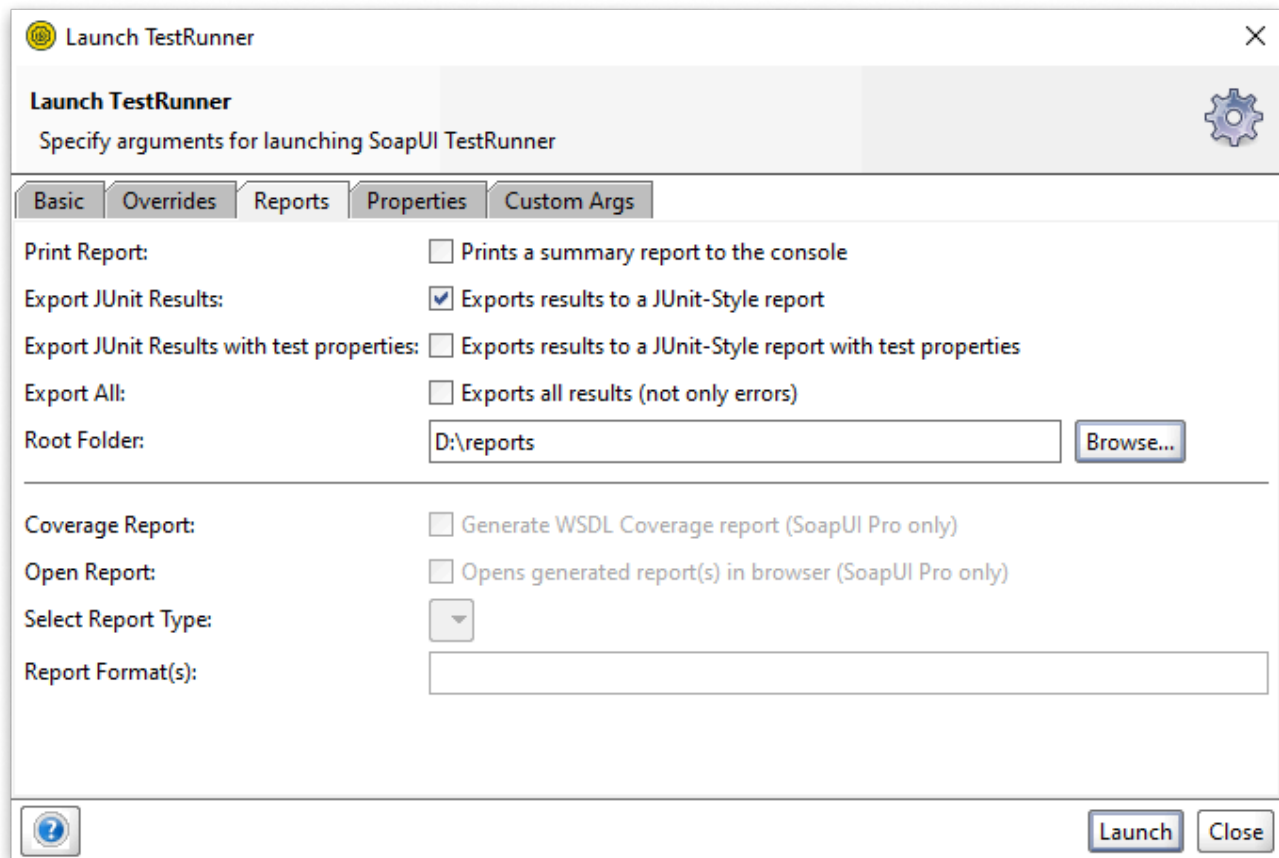 Launch TestRunner
Launch TestRunner
Specify arguments for launching SoapUI TestRunner
Basic Overrides Reports Properties Custom Args
Print Report: Prints a summary report to the console
Export JUnit Results: Exports results to a JUnit-Style report
Export JUnit Results with test properties: Exports results to a JUnit-Style report with test properties
Export All: Exports all results (not only errors)
Root Folder: D:\reports Browse...
Coverage Report: Generate WSDL Coverage report (SoapUI Pro only)
Open Report: Opens generated report(s) in browser (SoapUI Pro only)
Select Report Type:
Report Format(s):
? Launch Close